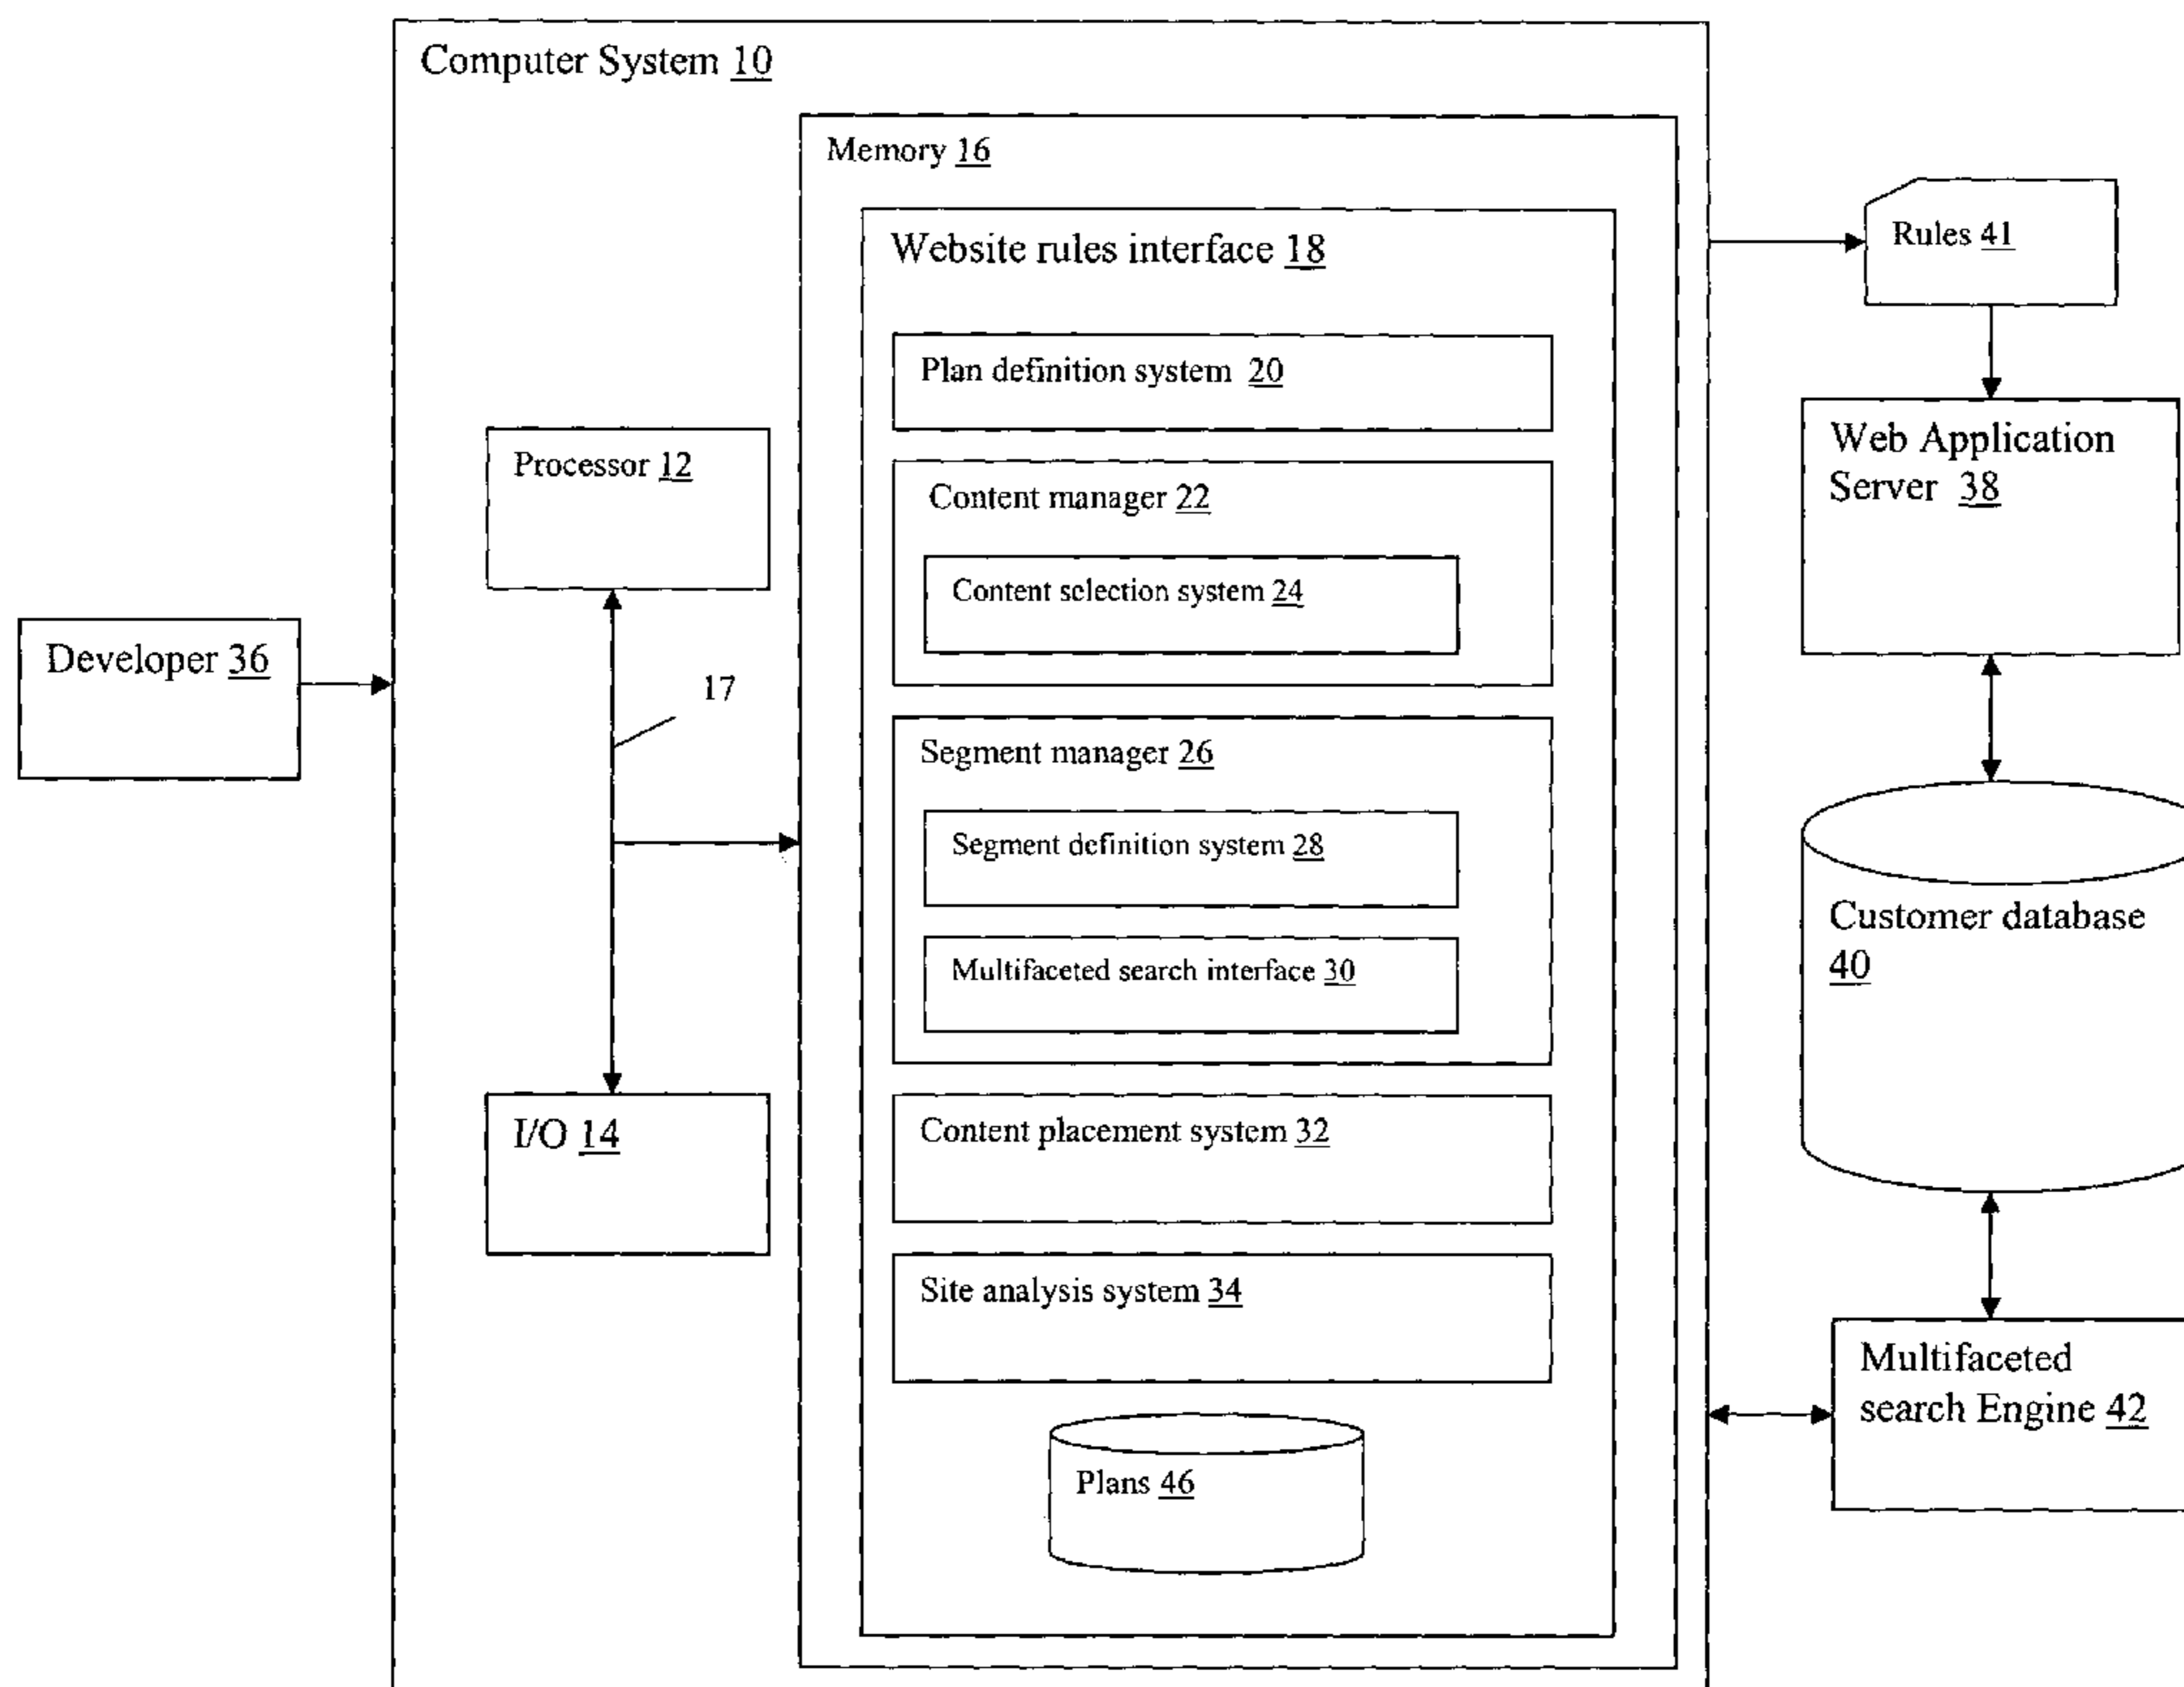 Computer System 10
Memory 16
Website rules interface 18
Plan definition system 20
Content manager 22
Content selection system 24
Segment manager 26
Segment definition system 28
Multifaceted search interface 30
Content placement system 32
Site analysis system 34
Plans 46
Processor 12
17
I/O 14
Developer 36
Rules 41
Web Application
Server 38
Customer database
40
Multifaceted
search Engine 42